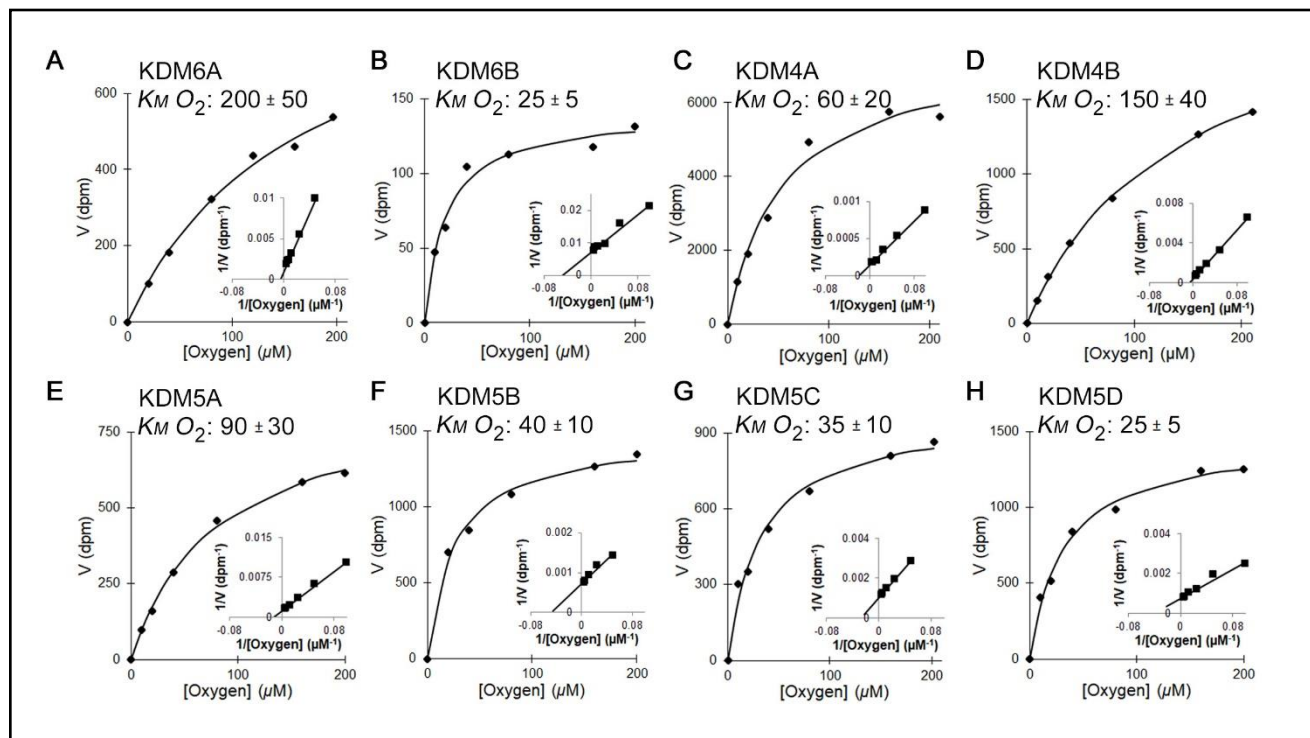 A
KDM6A
KM O2: 200 ± 50
600
400
200
0
V (dpm)
0
100
200
[Oxygen] (µM)
0.01
0.005
0
-0.08
0.08
1/V (dpm-1)
1/[Oxygen] (µM-1)
B
KDM6B
KM O2: 25 ± 5
150
100
50
0
V (dpm)
0
100
200
[Oxygen] (µM)
0.02
0.01
0
-0.08
0
0.08
1/V (dpm-1)
1/[Oxygen] (µM-1)
C
KDM4A
KM O2: 60 ± 20
6000
4000
2000
0
V (dpm)
0
100
200
[Oxygen] (µM)
0.001
0.0005
0
-0.08
0
0.08
1/V (dpm-1)
1/[Oxygen] (µM-1)
D
KDM4B
KM O2: 150 ± 40
1500
1000
500
0
V (dpm)
0
100
200
[Oxygen] (µM)
0.008
0.004
0
-0.08
0
0.08
1/V (dpm-1)
1/[Oxygen] (µM-1)
E
KDM5A
KM O2: 90 ± 30
750
500
250
0
V (dpm)
0
100
200
[Oxygen] (µM)
0.015
0.0075
0
-0.08
0
0.08
1/V (dpm-1)
1/[Oxygen] (µM-1)
F
KDM5B
KM O2: 40 ± 10
1500
1000
500
0
V (dpm)
0
100
200
[Oxygen] (µM)
0.002
0.001
0
-0.08
0
0.08
1/V (dpm-1)
1/[Oxygen] (µM-1)
G
KDM5C
KM O2: 35 ± 10
900
600
300
0
V (dpm)
0
100
200
[Oxygen] (µM)
0.004
0.002
0
-0.08
0
0.08
1/V (dpm-1)
1/[Oxygen] (µM-1)
H
KDM5D
KM O2: 25 ± 5
1500
1000
500
0
V (dpm)
0
100
200
[Oxygen] (µM)
0.004
0.002
0
-0.08
0
0.08
1/V (dpm-1)
1/[Oxygen] (µM-1)